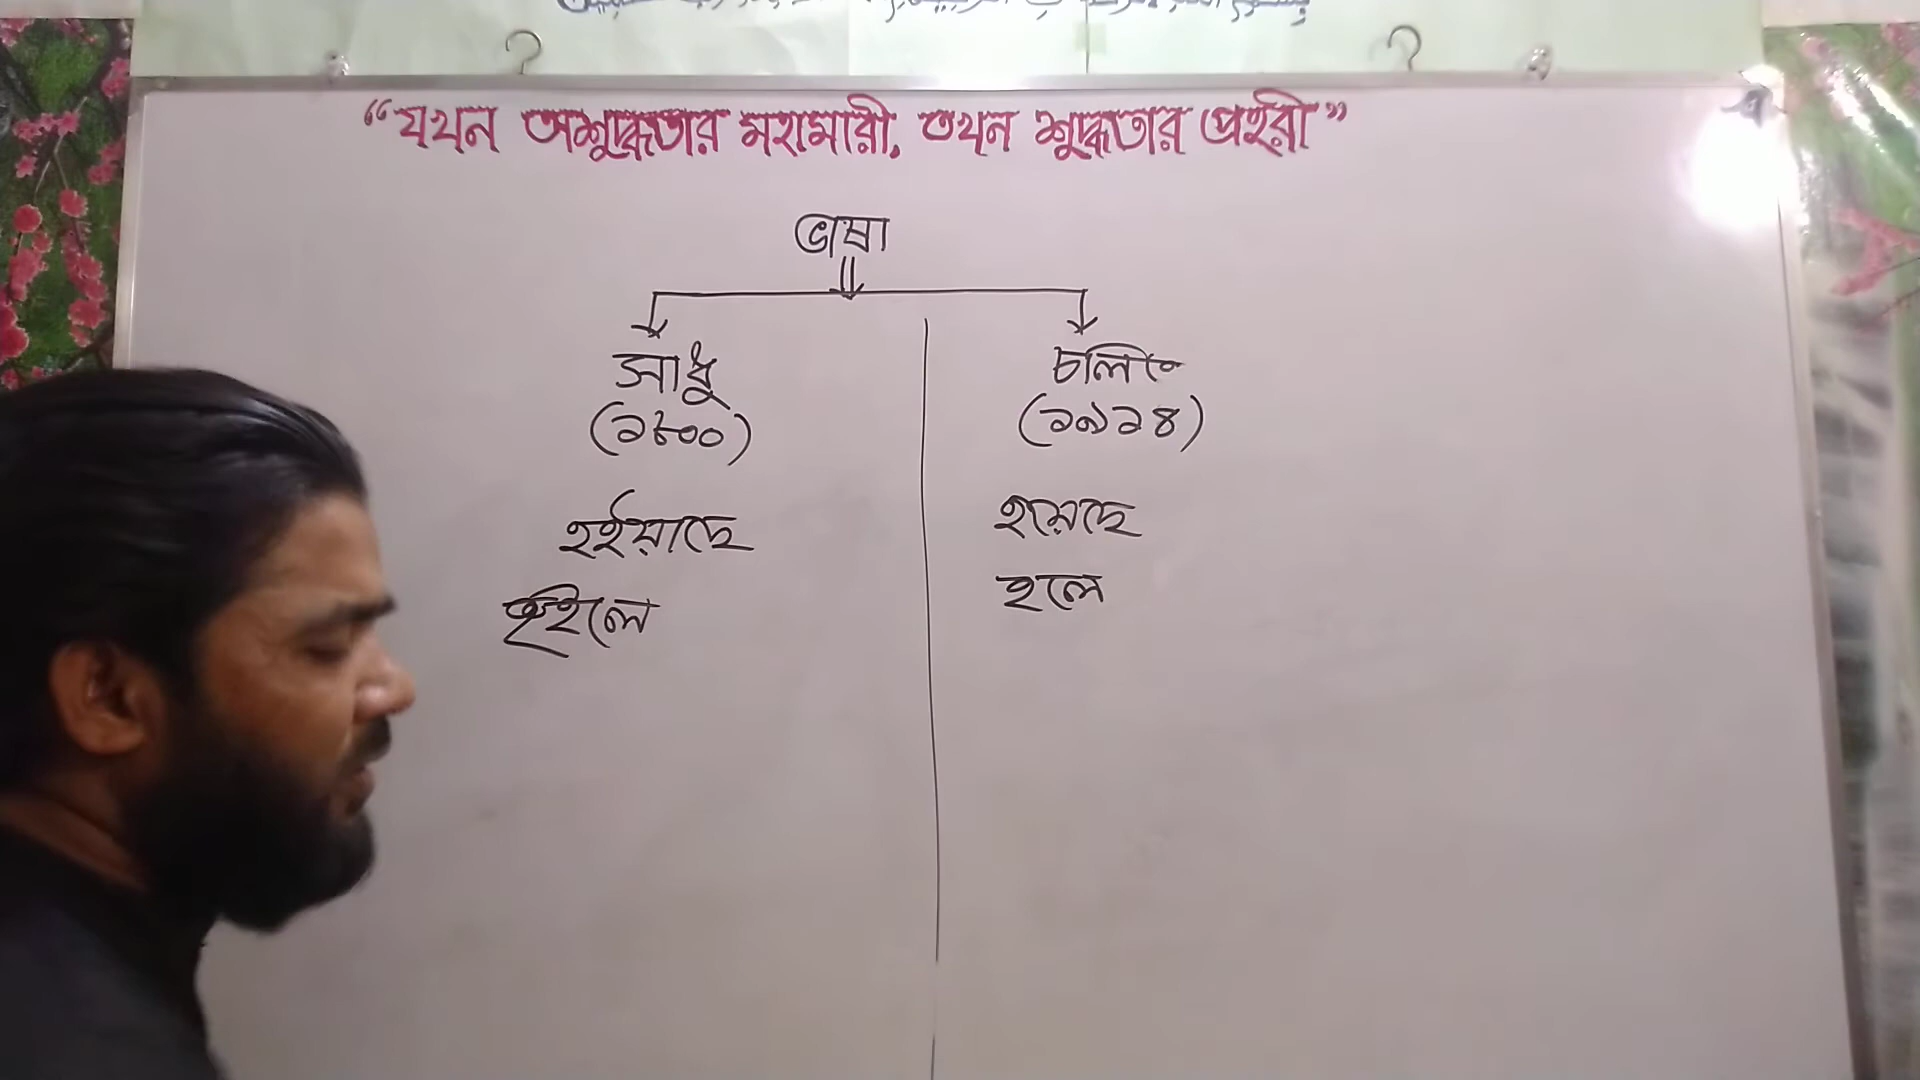 “যখন অশুদ্ধতার মহামারী, তখন শুদ্ধতার প্রহরী”
ভাষা
সাধু
(১৮০০)
চলিত
(১৯১৪)
হইয়াছে
হয়েছে
হইলে
হলে